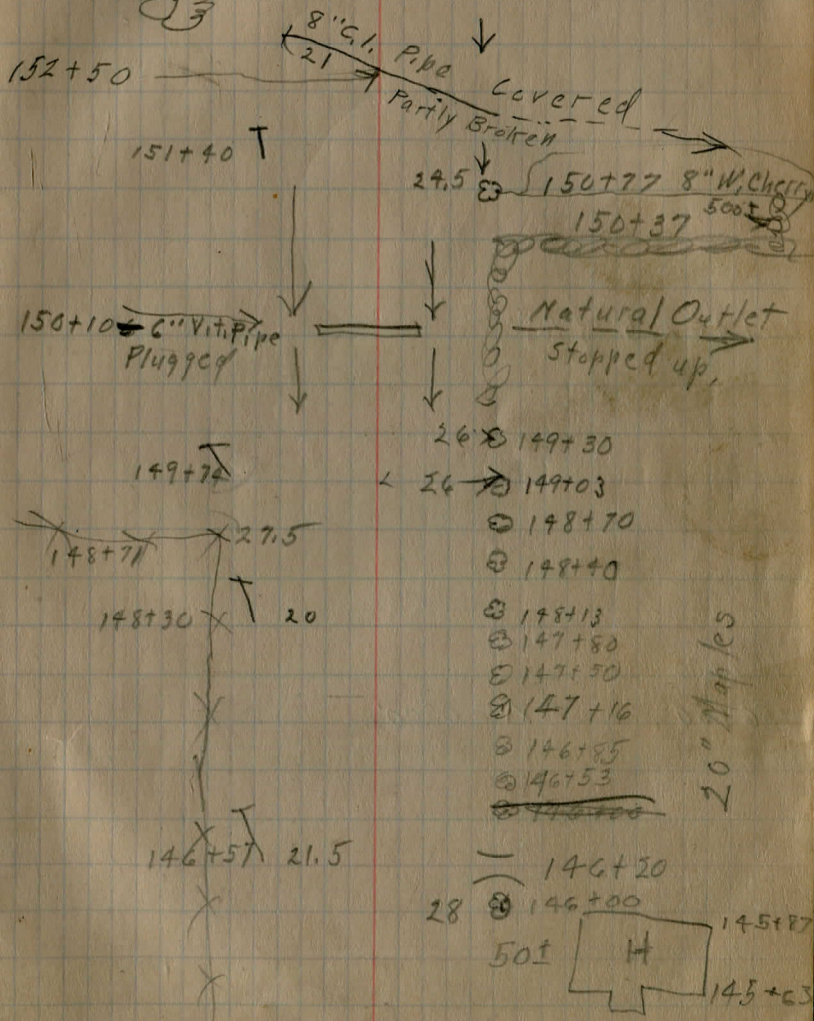 8" C.I. Pipe
21
152+50
Covered
Partly Broken
151+40
24.5
150+77 8" W. Cherry
500±
150+37
150+10 6" Vit. Pipe
Plugged
Natural Outlet
Stopped up,
26 149+30
149+74
26 149+03
148+70
27.5
148+71
148+40
148+30
20
148+13
147+80
147+50
147+16
146+85
146+53
20" Maples
146+57 21.5
146+20
28 146+00
145+87
50± H
145+63